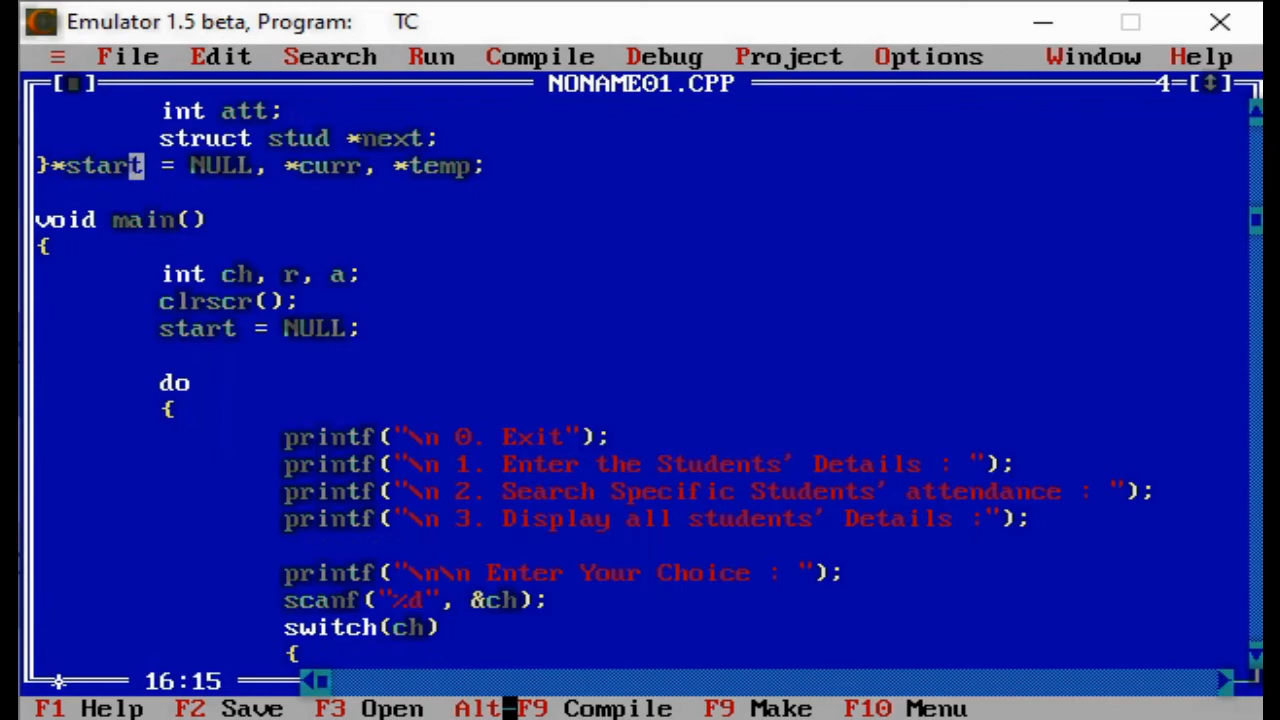 Emulator 1.5 beta, Program: TC
≡ File Edit Search Run Compile Debug Project Options Window Help
[■] NONAME01.CPP 4=[↕]
int att;
struct stud *next;
}*start = NULL, *curr, *temp;
void main()
{
int ch, r, a;
clrscr();
start = NULL;
do
{
printf("\n 0. Exit");
printf("\n 1. Enter the Students' Details : ");
printf("\n 2. Search Specific Students' attendance : ");
printf("\n 3. Display all students' Details :");
printf("\n\n Enter Your Choice : ");
scanf("%d", &ch);
switch(ch)
{
16:15
F1 Help F2 Save F3 Open Alt-F9 Compile F9 Make F10 Menu